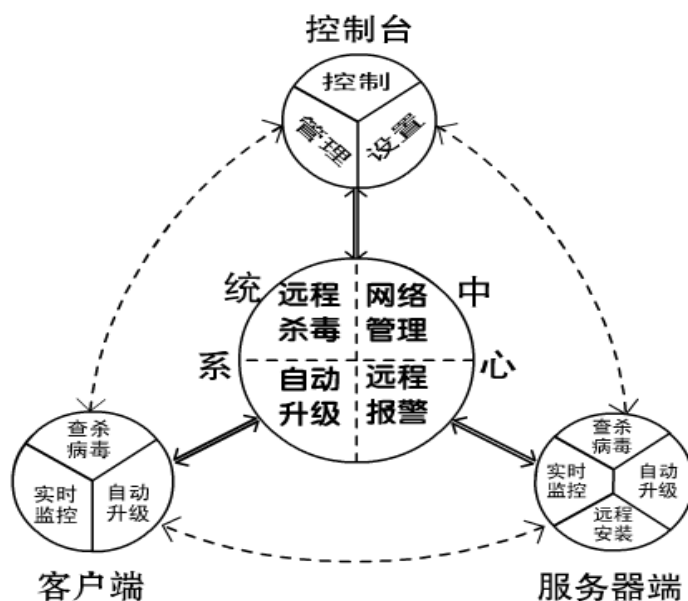 控制台
控制
管理
设置
系统中心
远程
杀毒
网络
管理
自动
升级
远程
报警
查杀
病毒
实时
监控
自动
升级
客户端
查杀
病毒
实时
监控
自动
升级
远程
安装
服务器端